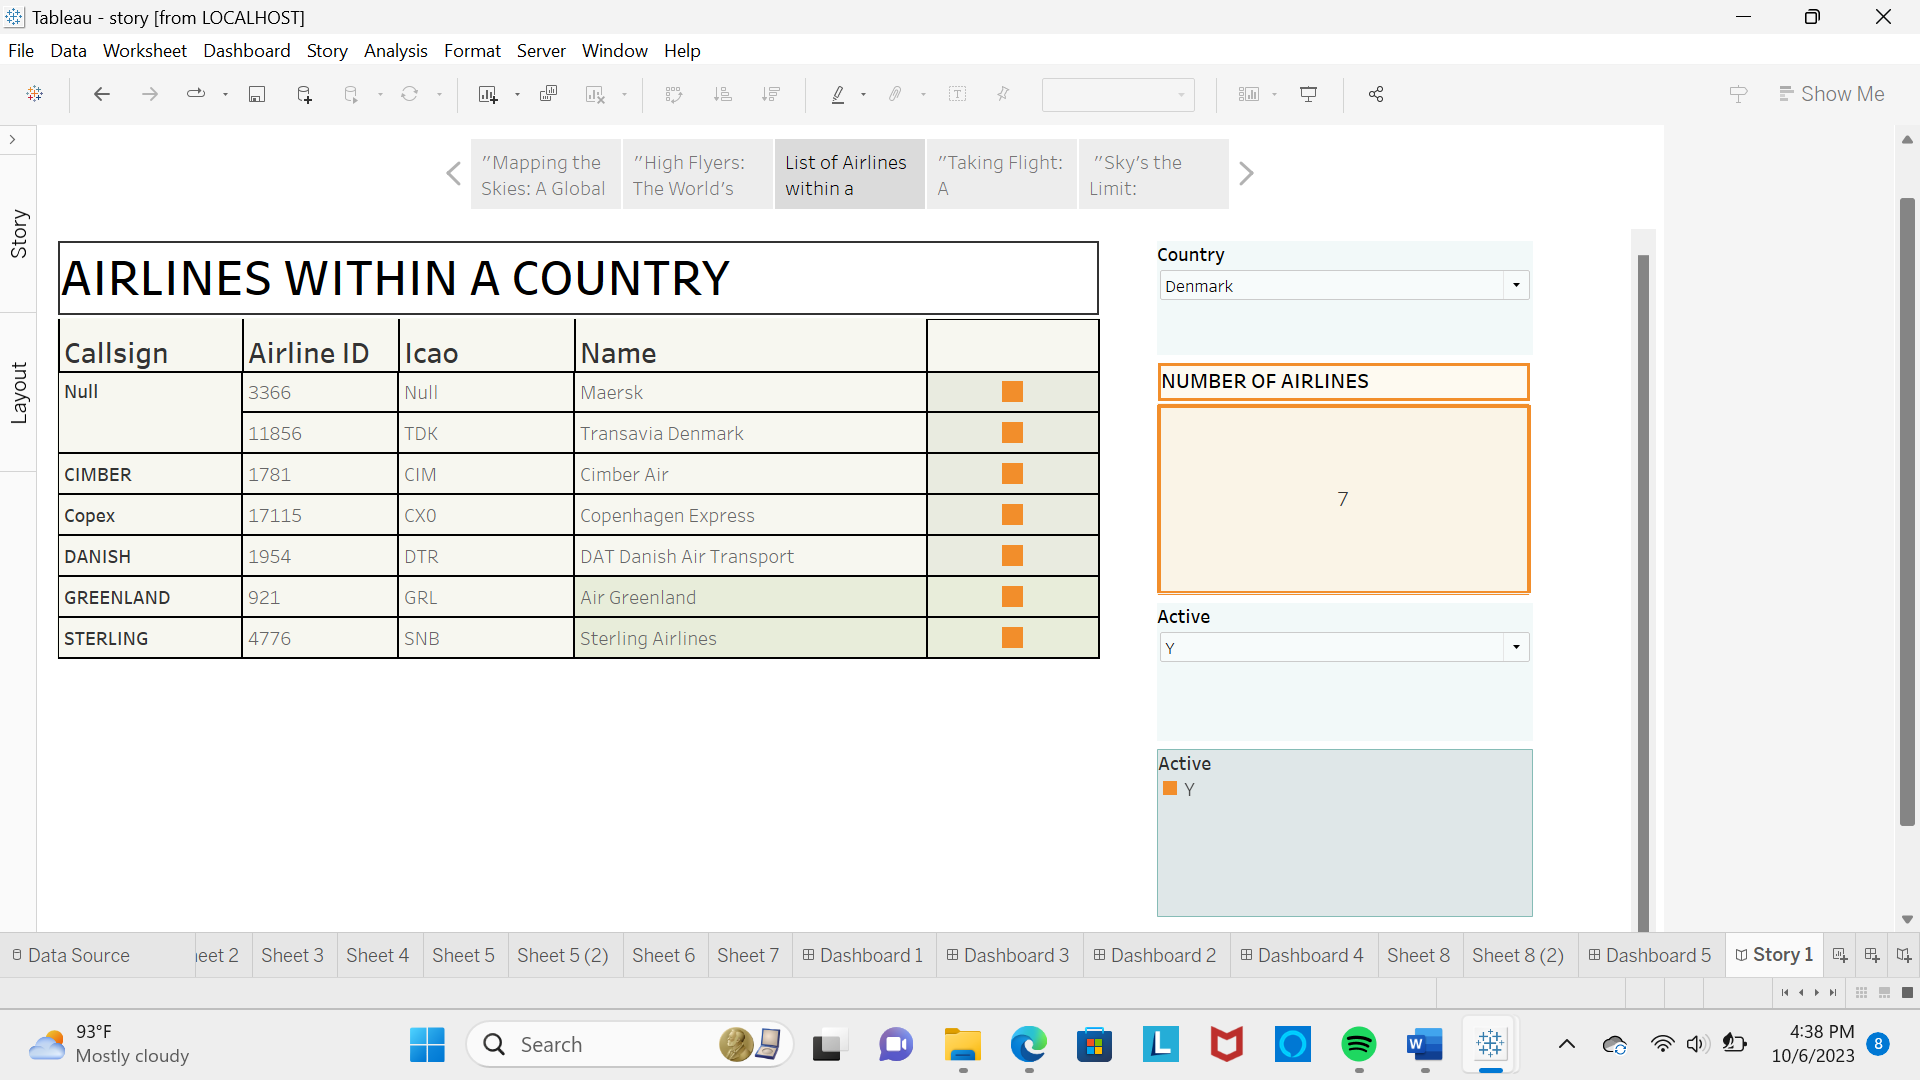 Tableau - story [from LOCALHOST]
File Data Worksheet Dashboard Story Analysis Format Server Window Help
Show Me
Story
Layout
"Mapping the
Skies: A Global
"High Flyers:
The World's
List of Airlines
within a
"Taking Flight:
A
"Sky's the
Limit:
AIRLINES WITHIN A COUNTRY
Callsign Airline ID Icao Name
Null 3366 Null Maersk
11856 TDK Transavia Denmark
CIMBER 1781 CIM Cimber Air
Copex 17115 CX0 Copenhagen Express
DANISH 1954 DTR DAT Danish Air Transport
GREENLAND 921 GRL Air Greenland
STERLING 4776 SNB Sterling Airlines
Country
Denmark
NUMBER OF AIRLINES
7
Active
Y
Active
Y
Data Source eet 2 Sheet 3 Sheet 4 Sheet 5 Sheet 5 (2) Sheet 6 Sheet 7 Dashboard 1 Dashboard 3 Dashboard 2 Dashboard 4 Sheet 8 Sheet 8 (2) Dashboard 5 Story 1
93°F
Mostly cloudy
Search
4:38 PM
10/6/2023
8